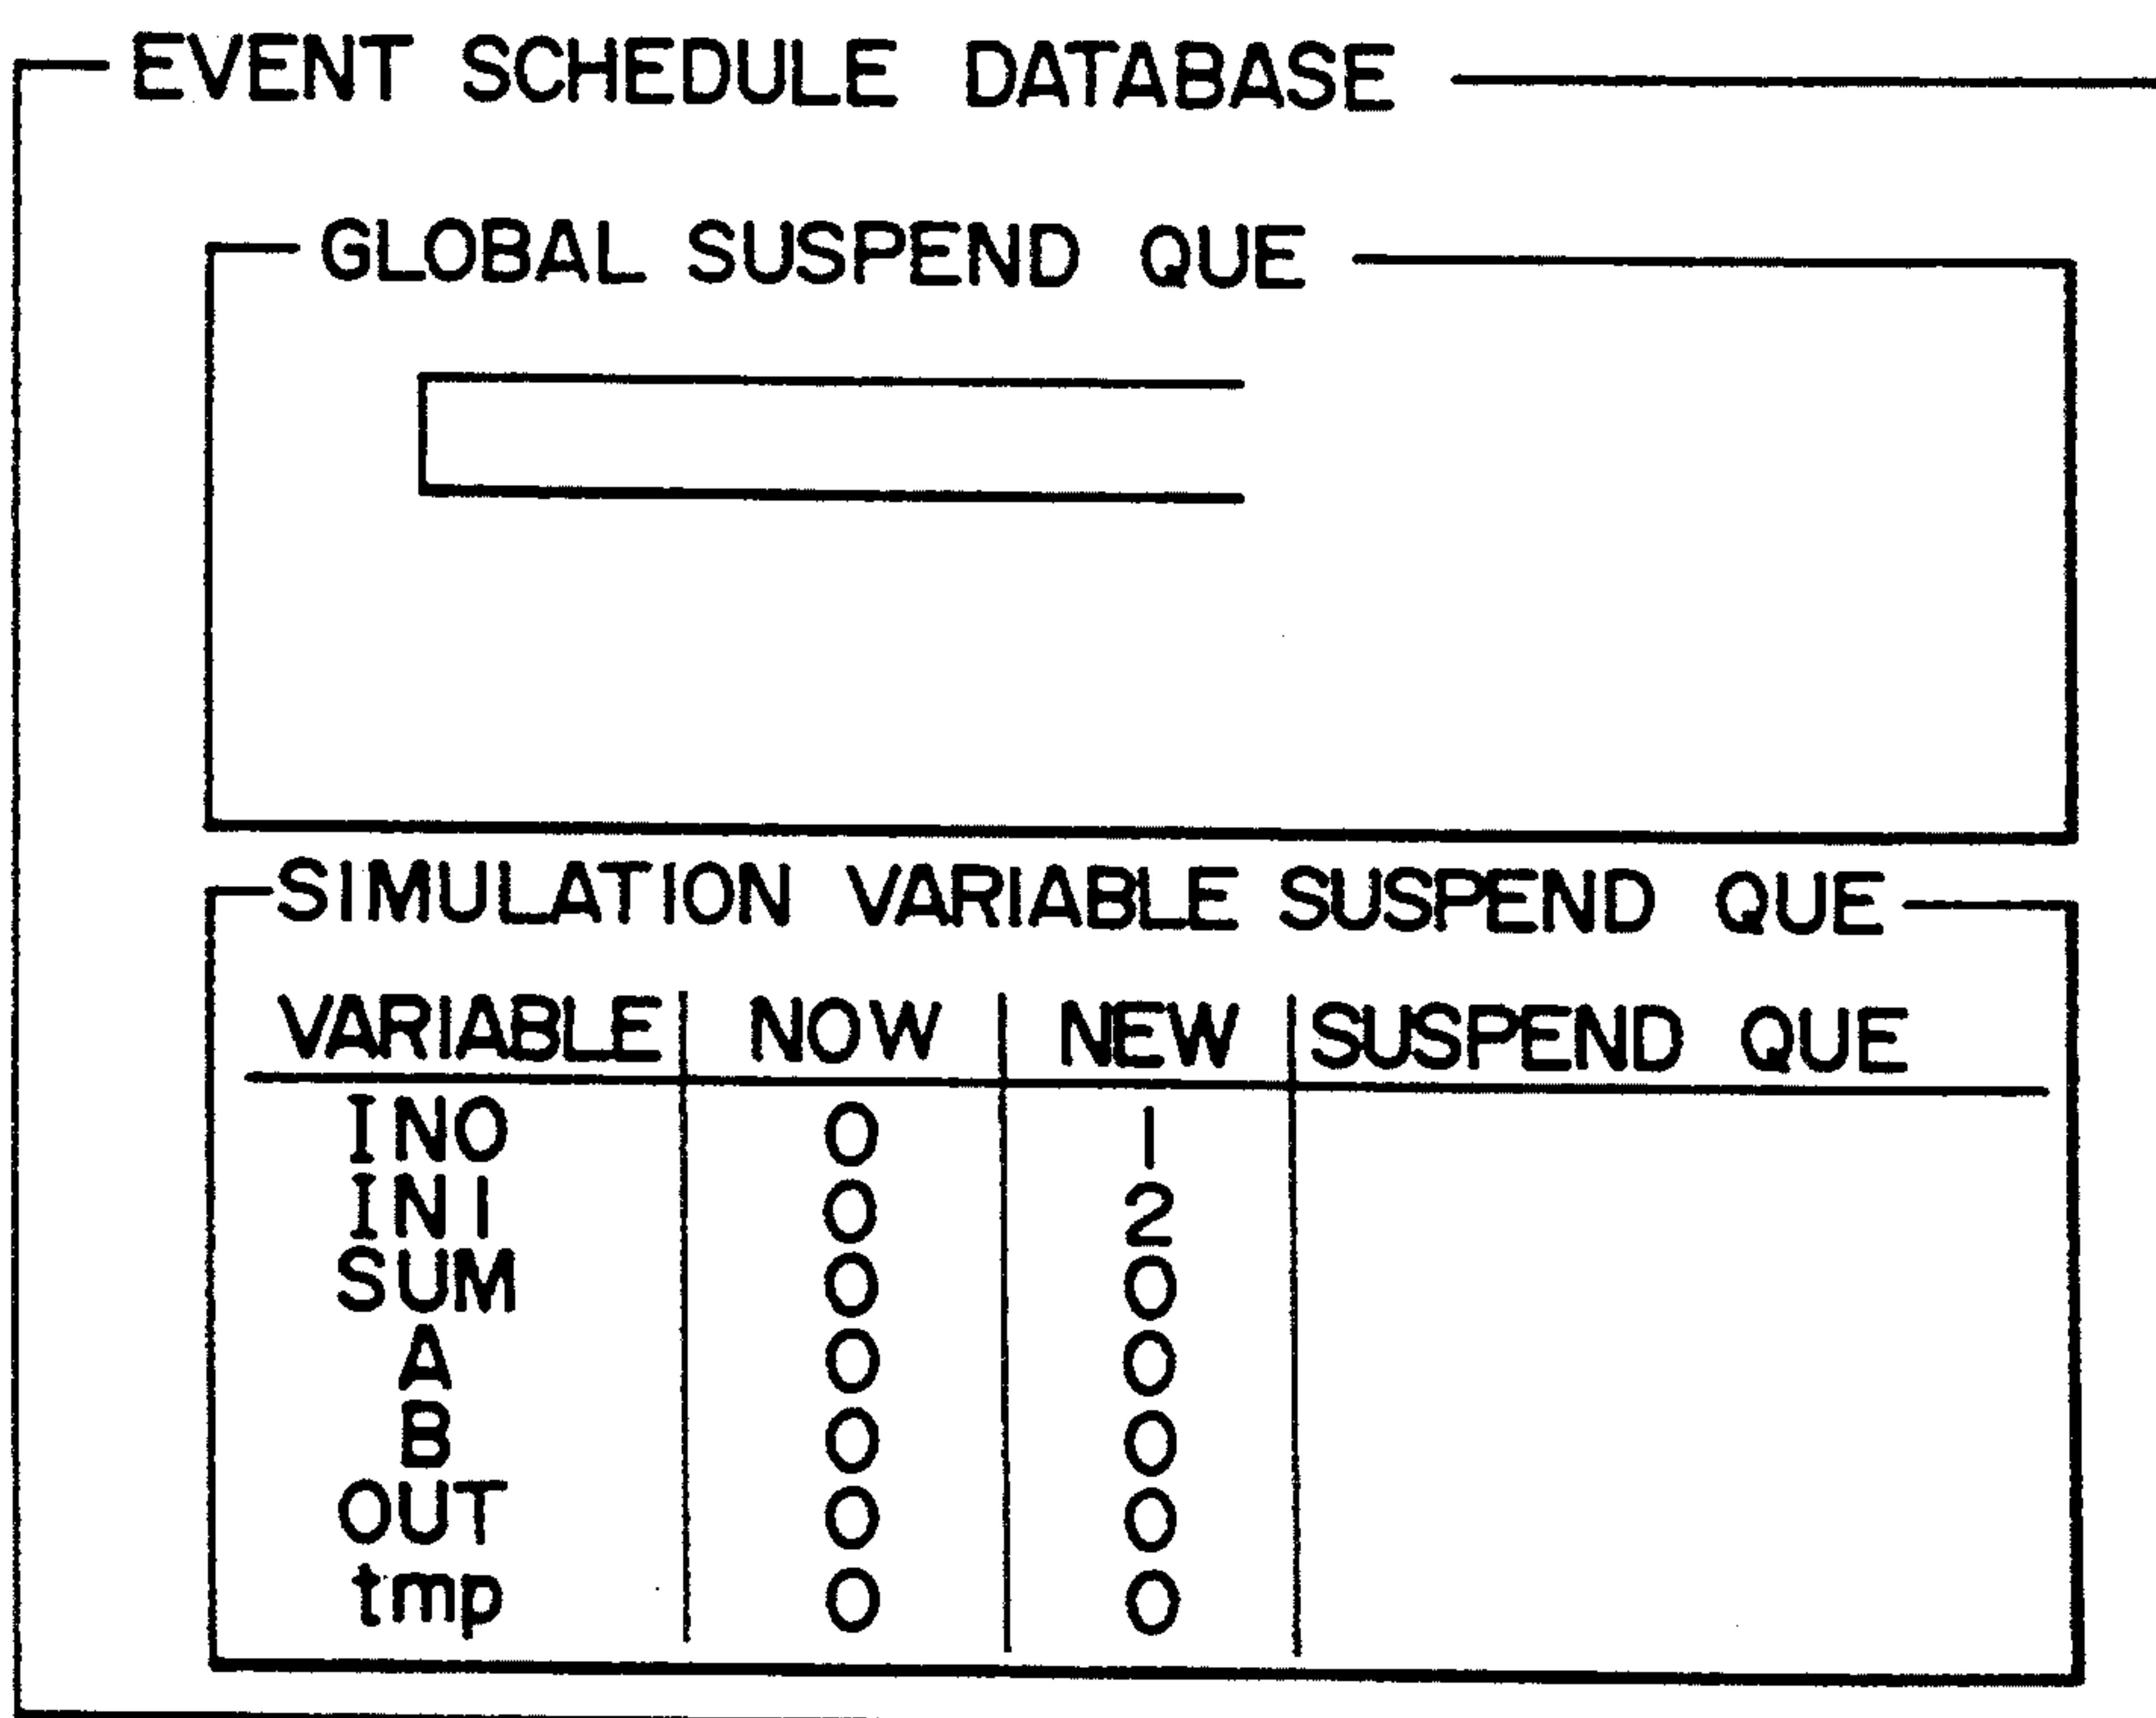 EVENT SCHEDULE DATABASE
GLOBAL SUSPEND QUE
SIMULATION VARIABLE SUSPEND QUE
VARIABLE NOW NEW SUSPEND QUE
IN0 0 1
IN1 0 2
SUM 0 0
A 0 0
B 0 0
OUT 0 0
tmp 0 0